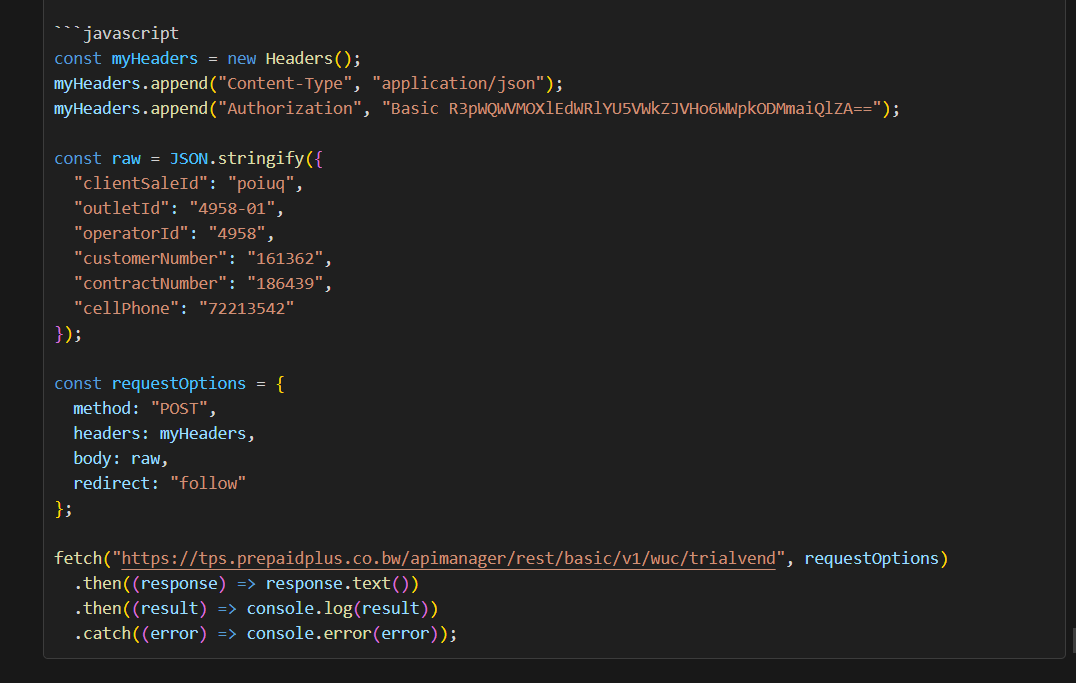 ```javascript
const myHeaders = new Headers();
myHeaders.append("Content-Type", "application/json");
myHeaders.append("Authorization", "Basic R3pWQWVMOXlEdWRlYU5VWkZJVHo6WWpkODMmaiQlZA==");

const raw = JSON.stringify({
  "clientSaleId": "poiuq",
  "outletId": "4958-01",
  "operatorId": "4958",
  "customerNumber": "161362",
  "contractNumber": "186439",
  "cellPhone": "72213542"
});

const requestOptions = {
  method: "POST",
  headers: myHeaders,
  body: raw,
  redirect: "follow"
};

fetch("https://tps.prepaidplus.co.bw/apimanager/rest/basic/v1/wuc/trialvend", requestOptions)
  .then((response) => response.text())
  .then((result) => console.log(result))
  .catch((error) => console.error(error));